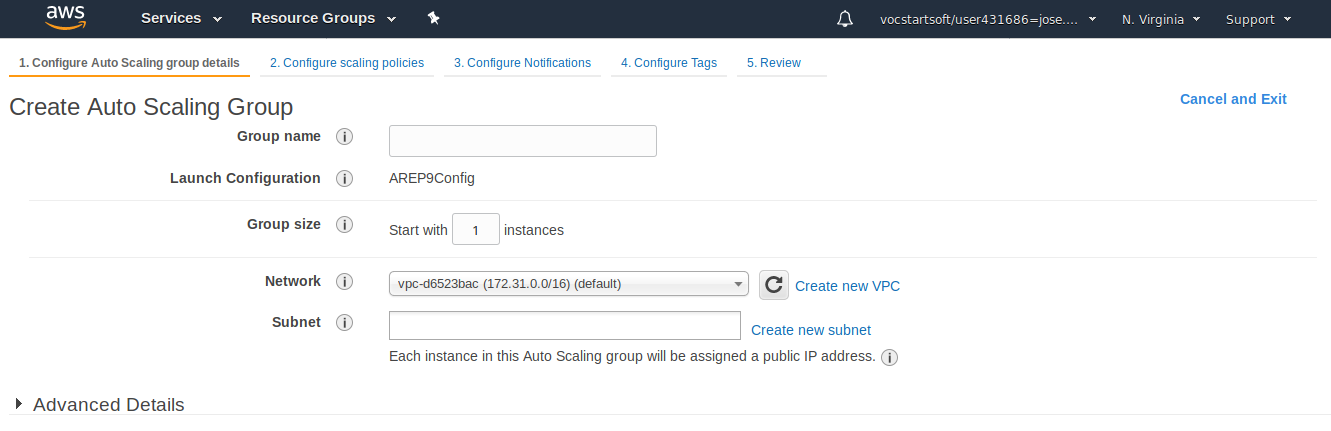 aws Services Resource Groups vocstartsoft/user431686=jose.... N. Virginia Support
1. Configure Auto Scaling group details 2. Configure scaling policies 3. Configure Notifications 4. Configure Tags 5. Review
Create Auto Scaling Group Cancel and Exit
Group name i
Launch Configuration i AREP9Config
Group size i Start with 1 instances
Network i vpc-d6523bac (172.31.0.0/16) (default) Create new VPC
Subnet i Create new subnet
Each instance in this Auto Scaling group will be assigned a public IP address. i
Advanced Details